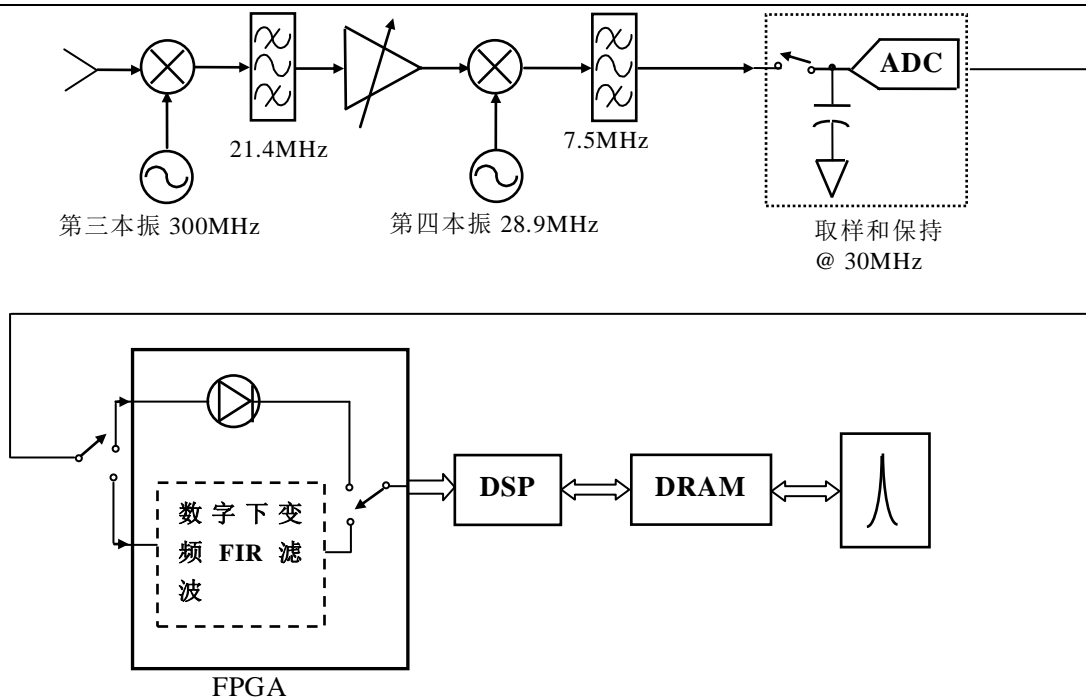 ADC
21.4MHz
7.5MHz
第三本振 300MHz
第四本振 28.9MHz
取样和保持
@ 30MHz
DSP
DRAM
数字下变
频 FIR 滤
波
FPGA